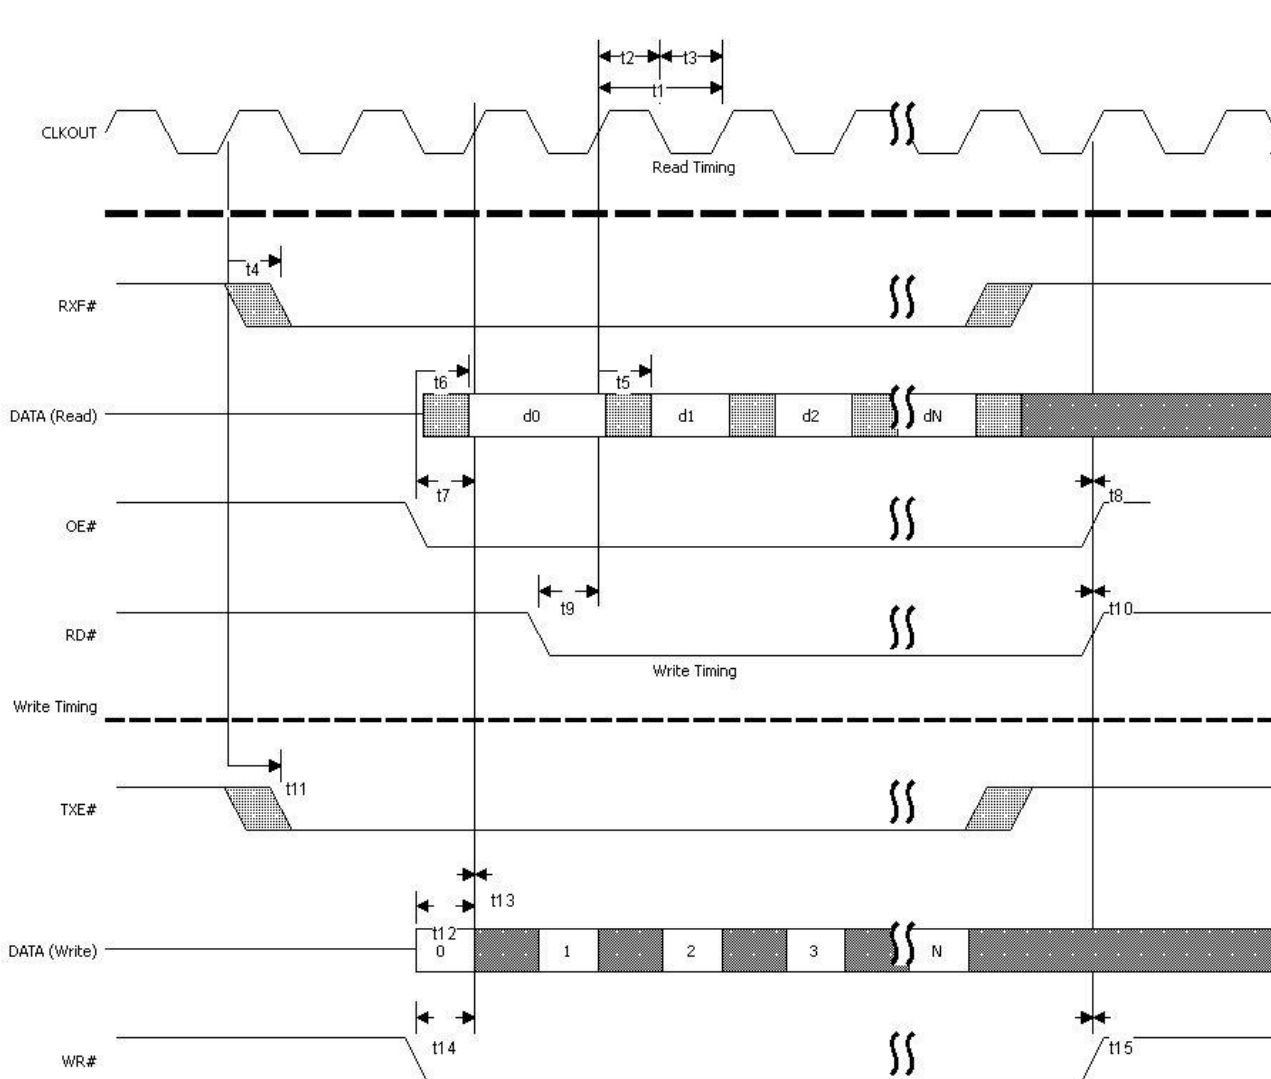 t2 t3
t1
CLKOUT
Read Timing
t4
RXF#
t6 t5
DATA (Read) d0 d1 d2 dN
t7 t8
OE#
t9 t10
RD#
Write Timing
Write Timing
t11
TXE#
t13
t12
DATA (Write) 0 1 2 3 N
t14 t15
WR#